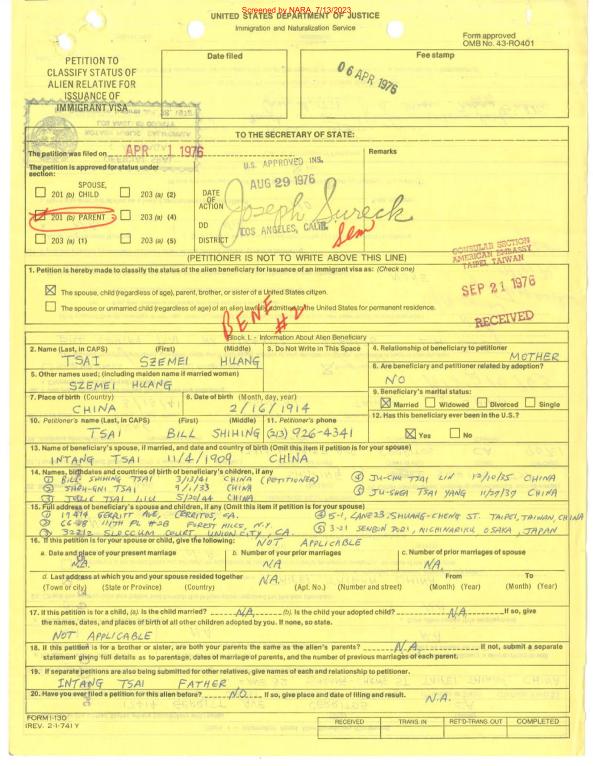 Screened by NARA, 7/13/2023
UNITED STATES DEPARTMENT OF JUSTICE
Immigration and Naturalization Service
Form approved
OMB No. 43-RO401
PETITION TO
CLASSIFY STATUS OF
ALIEN RELATIVE FOR
ISSUANCE OF
IMMIGRANT VISA
Date filed
Fee stamp
06 APR 1976
TO THE SECRETARY OF STATE:
The petition was filed on APR 1 1976
The petition is approved for status under
section:
SPOUSE,
201 (b) CHILD
203 (a) (2)
201 (b) PARENT
203 (a) (4)
203 (a) (1)
203 (a) (5)
Remarks
U.S. APPROVED INS.
AUG 29 1976
DATE
OF
ACTION
Joseph Sureck
DD
LOS ANGELES, CALIF.
DISTRICT
CONSULAR SECTION
AMERICAN EMBASSY
TAIPEI, TAIWAN
SEP 21 1976
RECEIVED
(PETITIONER IS NOT TO WRITE ABOVE THIS LINE)
1. Petition is hereby made to classify the status of the alien beneficiary for issuance of an immigrant visa as: (Check one)
The spouse, child (regardless of age), parent, brother, or sister of a United States citizen.
The spouse or unmarried child (regardless of age) of an alien lawfully admitted to the United States for permanent residence.
BENE
#2
Block I. - Information About Alien Beneficiary
2. Name (Last, in CAPS) (First) (Middle)
TSAI SZEMEI HUANG
3. Do Not Write in This Space
4. Relationship of beneficiary to petitioner
MOTHER
5. Other names used; (including maiden name if married woman)
SZEMEI HUANG
6. Are beneficiary and petitioner related by adoption?
NO
7. Place of birth (Country)
CHINA
8. Date of birth (Month, day, year)
2/16/1914
9. Beneficiary's marital status:
Married Widowed Divorced Single
10. Petitioner's name (Last, in CAPS) (First) (Middle)
TSAI BILL SHIHING
11. Petitioner's phone
(213) 926-4341
12. Has this beneficiary ever been in the U.S.?
Yes No
13. Name of beneficiary's spouse, if married, and date and country of birth (Omit this item if petition is for your spouse)
INTANG TSAI 11/4/1909 CHINA
14. Names, birthdates and countries of birth of beneficiary's children, if any
① BILL SHIHING TSAI 3/13/41 CHINA (PETITIONER) ④ JU-CHU TSAI LIN 12/10/35 CHINA
② 9/1/33 CHINA ⑤ JU-SHEA TSAI YANG 11/27/37 CHINA
③ JULIE TSAI LIU 5/20/44 CHINA
15. Full address of beneficiary's spouse and children, if any (Omit this item if petition is for your spouse)
① 17414 GERRITT AVE, CERRITOS, CA. ④ 5-1, LANE 23, SHUANG-CHENG ST. TAIPEI, TAIWAN, CHINA
② 11TH PL #2B FOREST HILLS, N.Y. ⑤ 3-21 SENBON DORI, NICHINARIKU OSAKA, JAPAN
③ 32212 SLOCCUM COURT, UNION CITY, CA.
16. If this petition is for your spouse or child, give the following: NOT APPLICABLE
a. Date and place of your present marriage
N.A.
b. Number of your prior marriages
N.A.
c. Number of prior marriages of spouse
N.A.
d. Last address at which you and your spouse resided together N.A. From To
(Town or city) (State or Province) (Country) (Apt. No.) (Number and street) (Month) (Year) (Month) (Year)
17. If this petition is for a child, (a). Is the child married? N.A. (b). Is the child your adopted child? N.A. If so, give
the names, dates, and places of birth of all other children adopted by you. If none, so state.
NOT APPLICABLE
18. If this petition is for a brother or sister, are both your parents the same as the alien's parents? N.A. If not, submit a separate
statement giving full details as to parentage, dates of marriage of parents, and the number of previous marriages of each parent.
19. If separate petitions are also being submitted for other relatives, give names of each and relationship to petitioner.
INTANG TSAI FATHER
20. Have you ever filed a petition for this alien before? NO If so, give place and date of filing and result. N.A.
FORM I-130
(REV. 2-1-74) Y
RECEIVED TRANS. IN RET'D-TRANS. OUT COMPLETED